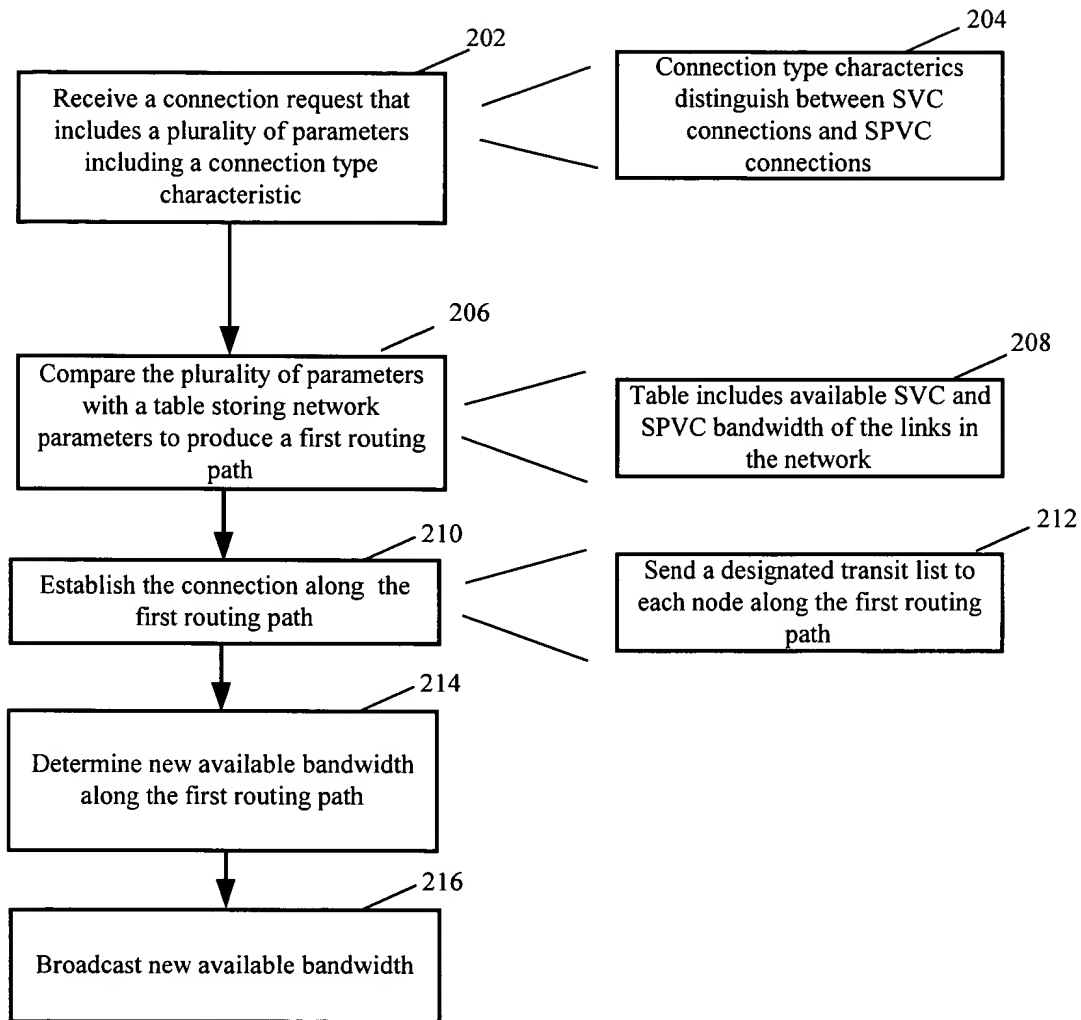 202
Receive a connection request that
includes a plurality of parameters
including a connection type
characteristic
204
Connection type characterics
distinguish between SVC
connections and SPVC
connections
206
Compare the plurality of parameters
with a table storing network
parameters to produce a first routing
path
208
Table includes available SVC and
SPVC bandwidth of the links in
the network
210
Establish the connection along the
first routing path
212
Send a designated transit list to
each node along the first routing
path
214
Determine new available bandwidth
along the first routing path
216
Broadcast new available bandwidth